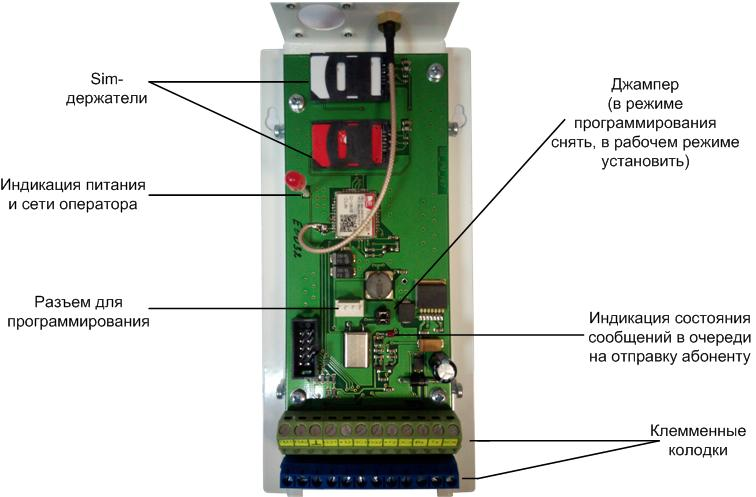 Sim-
держатели
Джампер
(в режиме
программирования
снять, в рабочем режиме
установить)
Индикация питания
и сети оператора
Разъем для
программирования
Индикация состояния
сообщений в очереди
на отправку абоненту
Клемменные
колодки